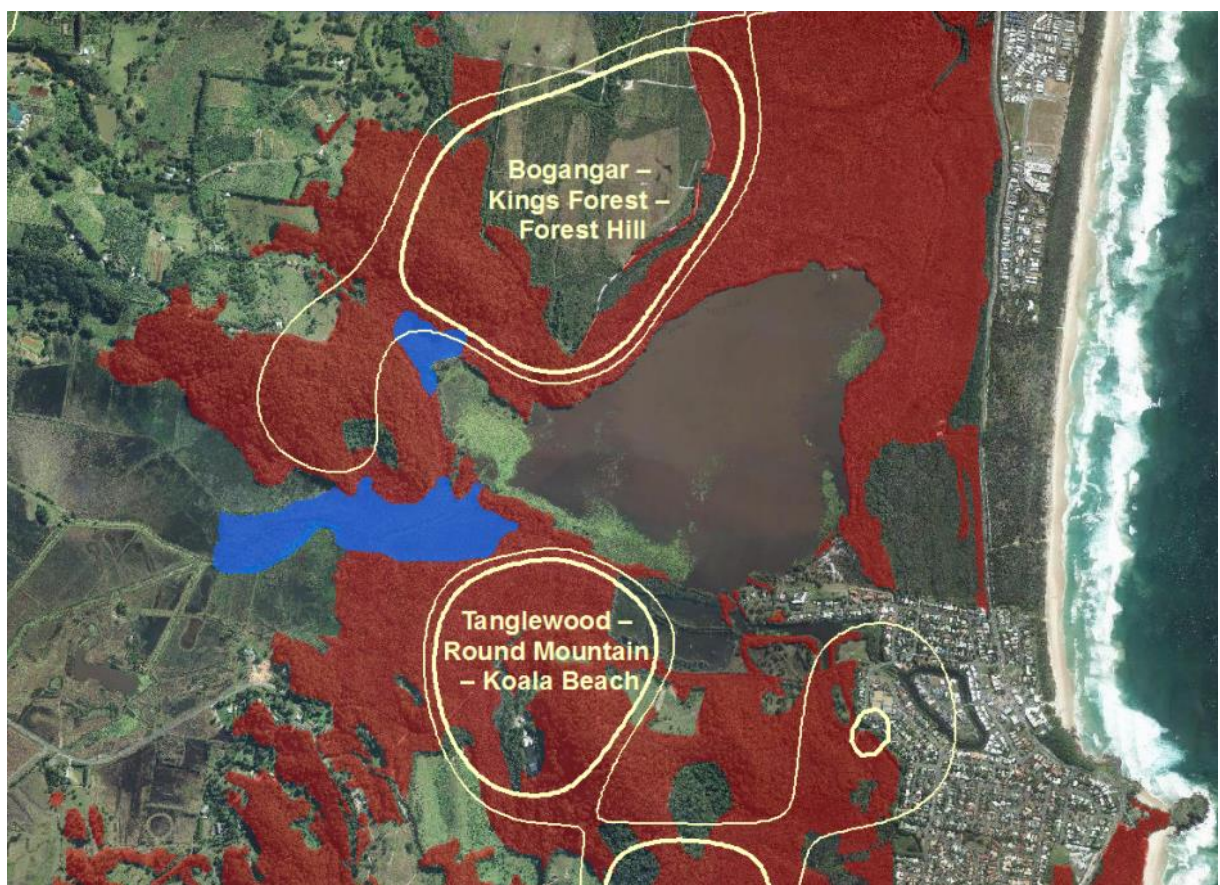 Bogangar –
Kings Forest –
Forest Hill
Tanglewood –
Round Mountain
– Koala Beach